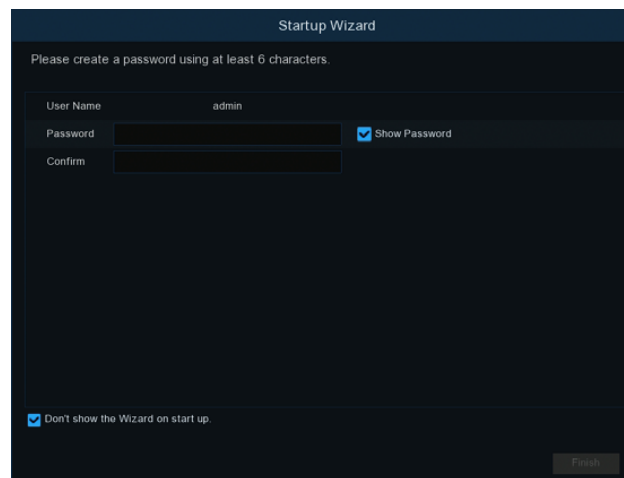 Startup Wizard
Please create a password using at least 6 characters.
User Name admin
Password Show Password
Confirm
Don't show the Wizard on start up.
Finish